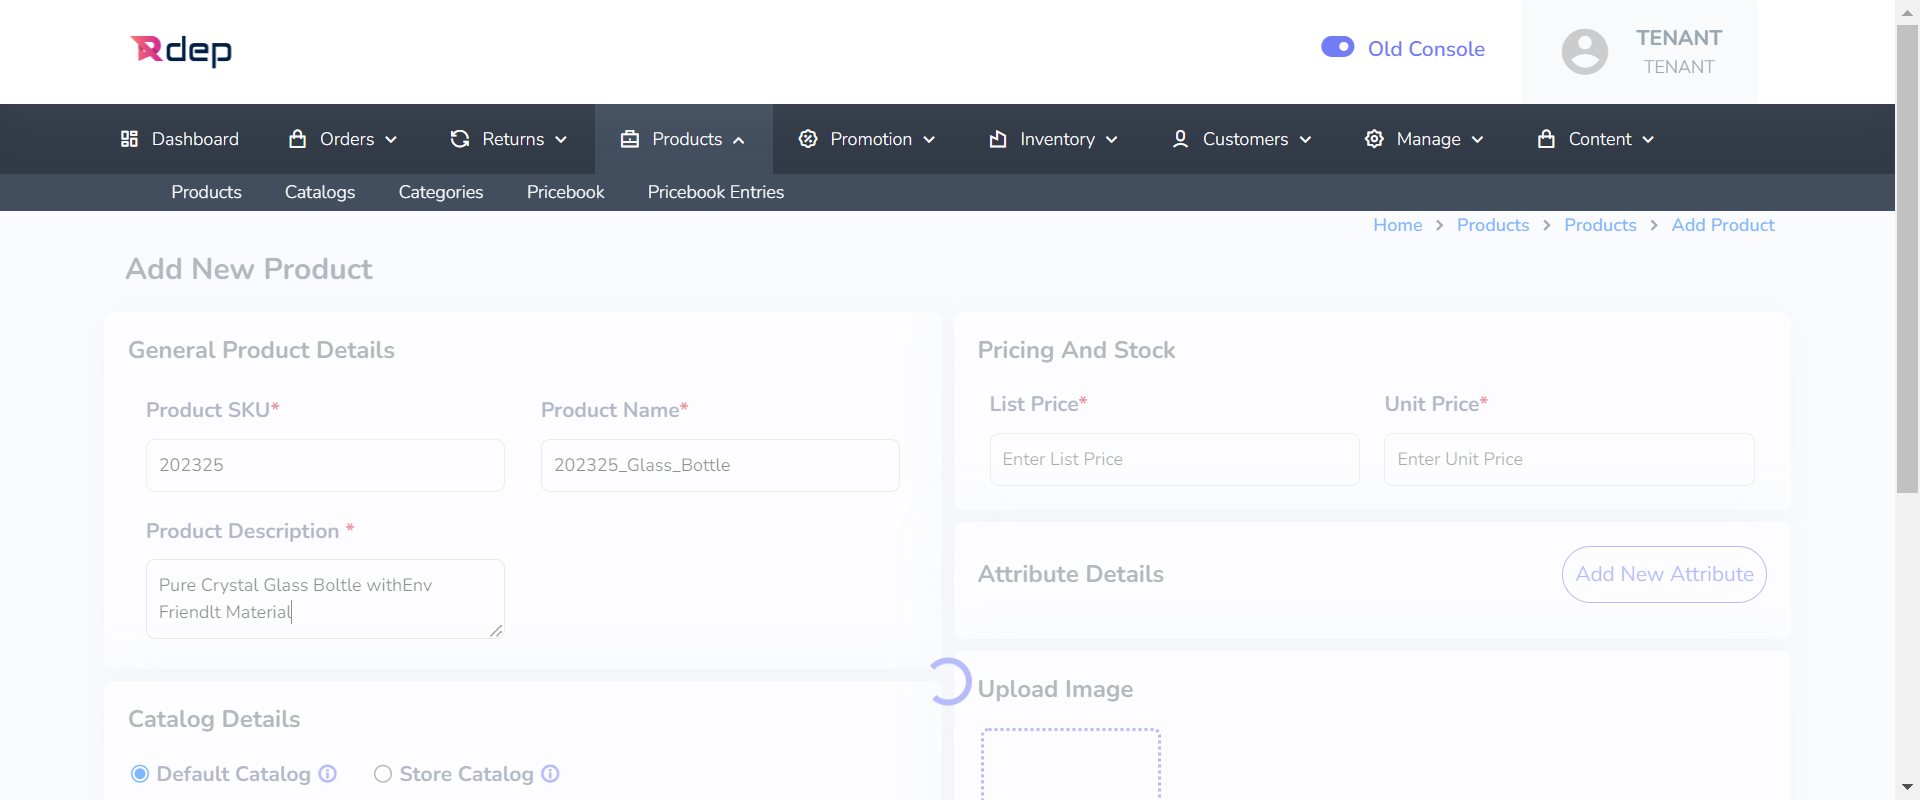 Rdep
Old Console
TENANT
TENANT
Dashboard Orders Returns Products Promotion Inventory Customers Manage Content
Products Catalogs Categories Pricebook Pricebook Entries
Home > Products > Products > Add Product
Add New Product
General Product Details
Product SKU* Product Name*
202325 202325_Glass_Bottle
Product Description *
Pure Crystal Glass Boltle withEnv
Friendlt Material
Catalog Details
Default Catalog Store Catalog
Pricing And Stock
List Price* Unit Price*
Enter List Price Enter Unit Price
Attribute Details Add New Attribute
Upload Image